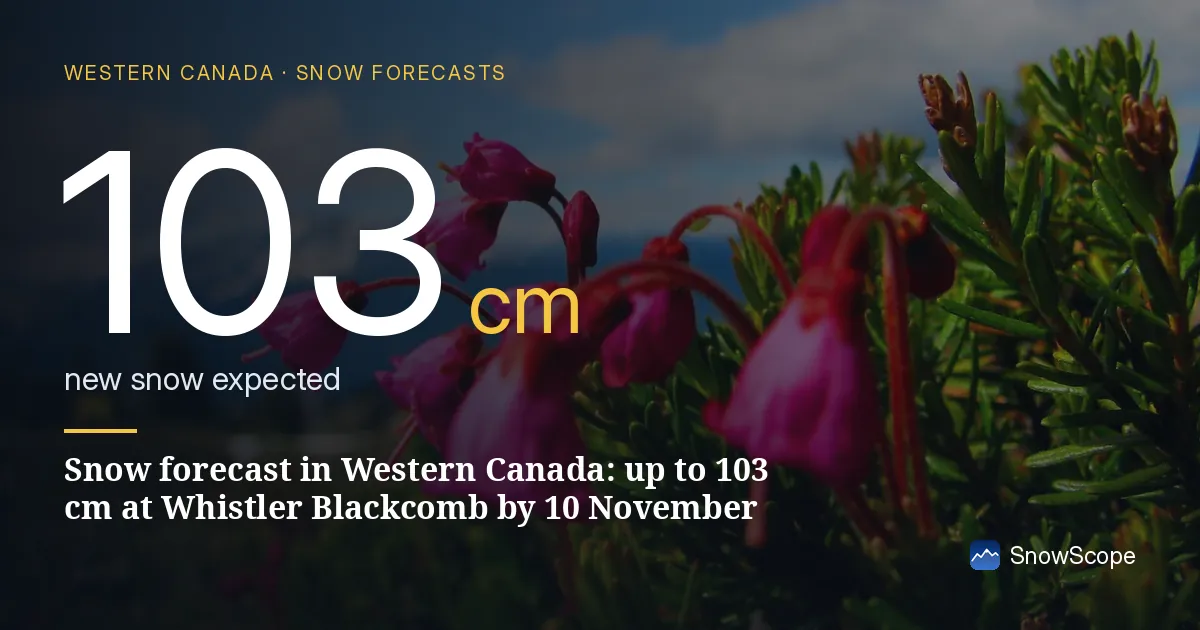 WESTERN CANADA · SNOW FORECASTS
103 cm
new snow expected
Snow forecast in Western Canada: up to 103
cm at Whistler Blackcomb by 10 November
SnowScope